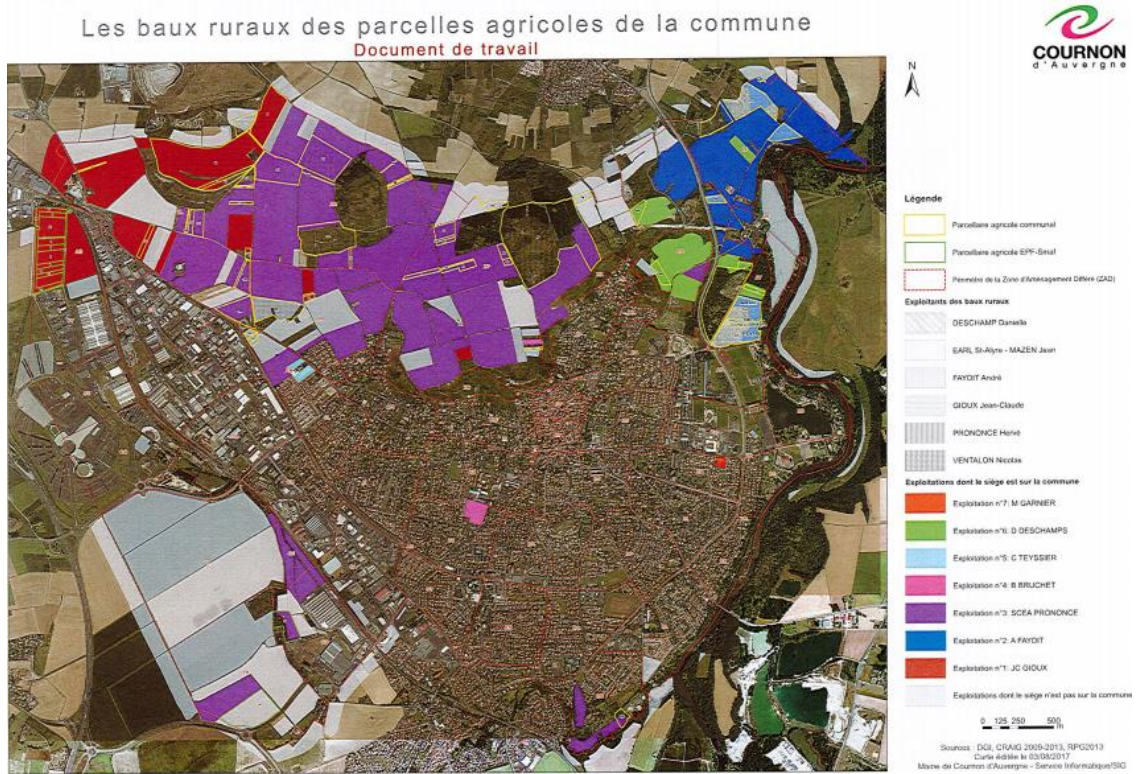 Les baux ruraux des parcelles agricoles de la commune
Document de travail
COURNON
d'Auvergne
N
Légende
Parcellaire agricole communal
Parcellaire agricole EPF-Smaf
Périmètre de la Zone d'Aménagement Différé (ZAD)
Exploitants des baux ruraux
DESCHAMP Danielle
EARL St-Alyre - MAZEN Jean
FAYDIT André
GIOUX Jean-Claude
PRONONCE Hervé
VENTALON Nicolas
Exploitations dont le siège est sur la commune
Exploitation n°7: M GARNIER
Exploitation n°6: D DESCHAMPS
Exploitation n°5: C TEYSSIER
Exploitation n°4: B BRUCHET
Exploitation n°3: SCEA PRONONCE
Exploitation n°2: A FAYDIT
Exploitation n°1: JC GIOUX
Exploitations dont le siège n'est pas sur la commune
0 125 250 500
m
Sources : DGI, CRAIG 2009-2013, RPG2013
Carte éditée le 03/08/2017
Mairie de Cournon d'Auvergne - Service Informatique/SIG